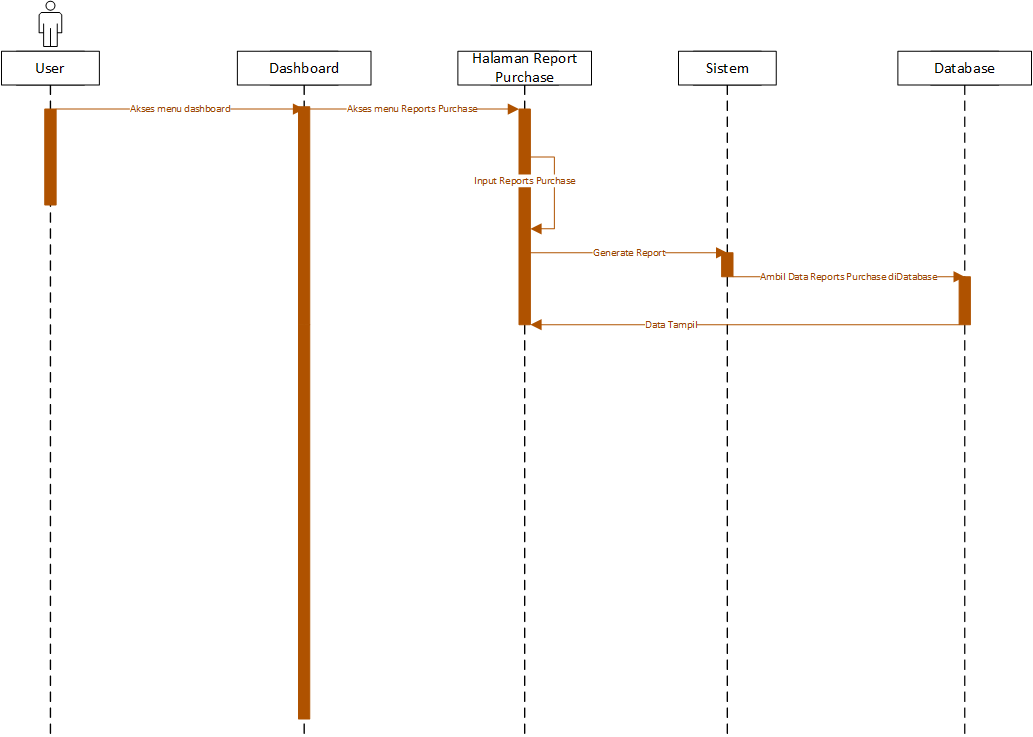 User
Dashboard
Halaman Report
Purchase
Sistem
Database
Akses menu dashboard
Akses menu Reports Purchase
Input Reports Purchase
Generate Report
Ambil Data Reports Purchase diDatabase
Data Tampil